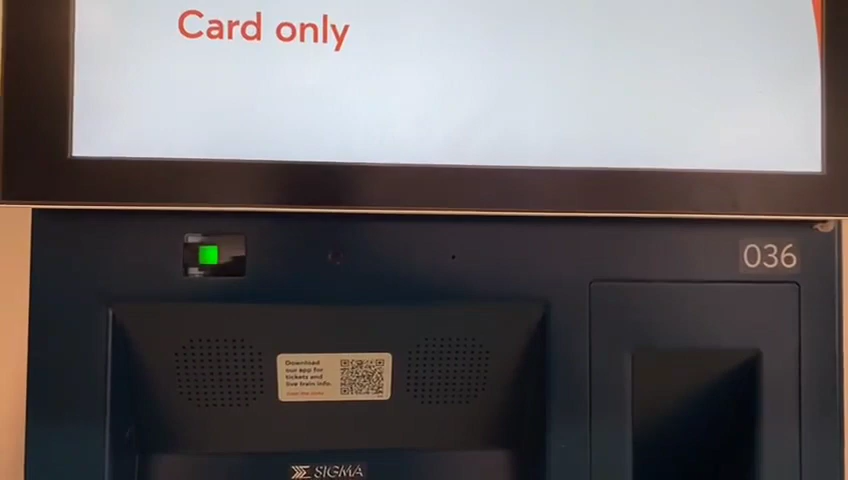 Card only
036
Download
our app for
tickets and
live train info.
SIGMA